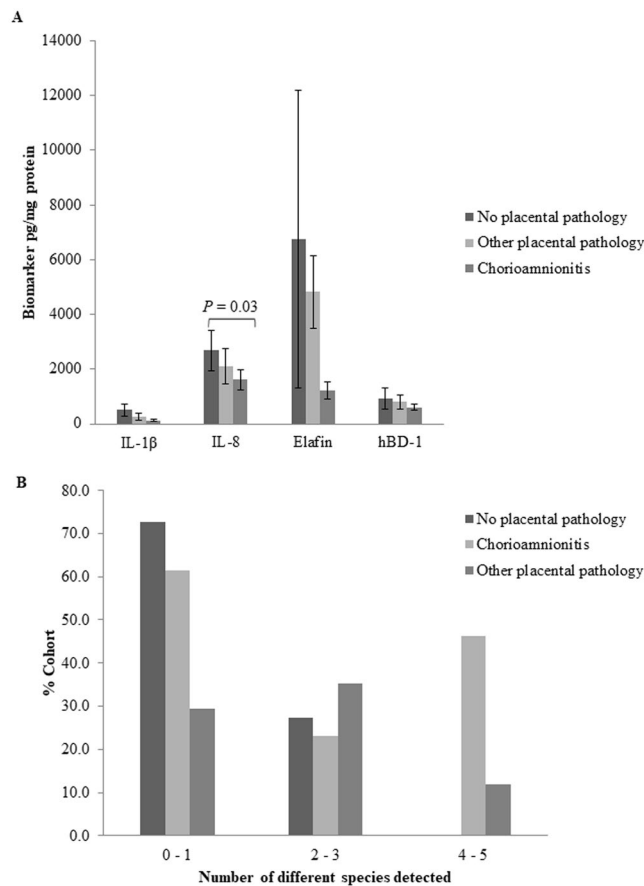 A
14000
12000
10000
8000
6000
4000
2000
0
Biomarker pg/mg protein
P = 0.03
IL-1β IL-8 Elafin hBD-1
No placental pathology
Other placental pathology
Chorioamnionitis
B
80.0
70.0
60.0
50.0
40.0
30.0
20.0
10.0
0.0
% Cohort
No placental pathology
Chorioamnionitis
Other placental pathology
0 - 1 2 - 3 4 - 5
Number of different species detected